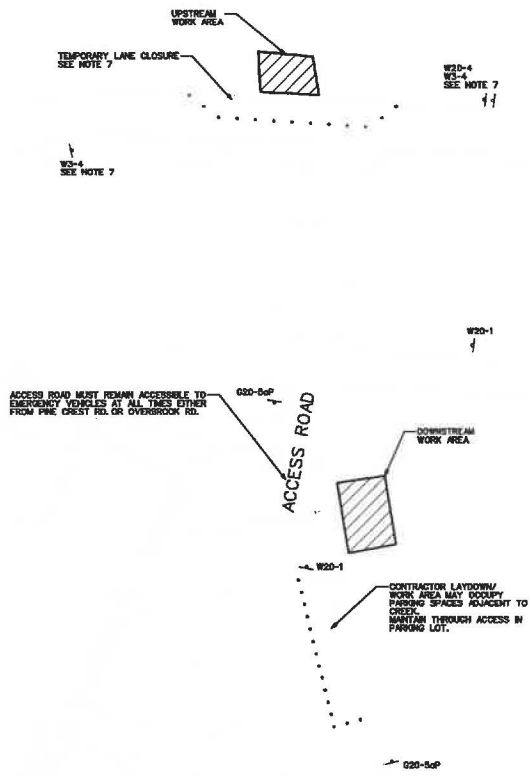 UPSTREAM
WORK AREA
TEMPORARY LANE CLOSURE
SEE NOTE 7
W20-4
W3-4
SEE NOTE 7
W3-4
SEE NOTE 7
W20-1
G20-5aP
ACCESS ROAD MUST REMAIN ACCESSIBLE TO
EMERGENCY VEHICLES AT ALL TIMES EITHER
FROM PINE CREST RD. OR OVERBROOK RD.
ACCESS ROAD
DOWNSTREAM
WORK AREA
W20-1
CONTRACTOR LAYDOWN/
WORK AREA MAY OCCUPY
PARKING SPACES ADJACENT TO
CREEK.
MAINTAIN THROUGH ACCESS IN
PARKING LOT.
G20-5aP